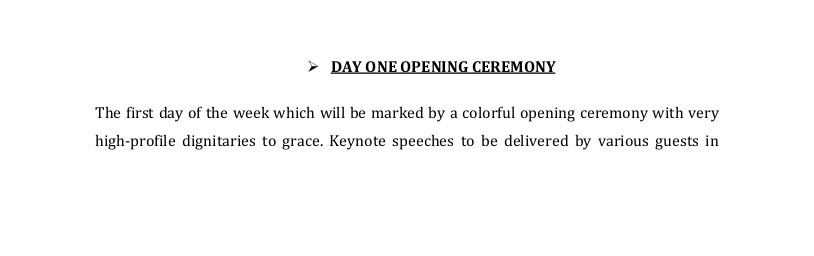 ➢ DAY ONE OPENING CEREMONY
The first day of the week which will be marked by a colorful opening ceremony with very
high-profile dignitaries to grace. Keynote speeches to be delivered by various guests in